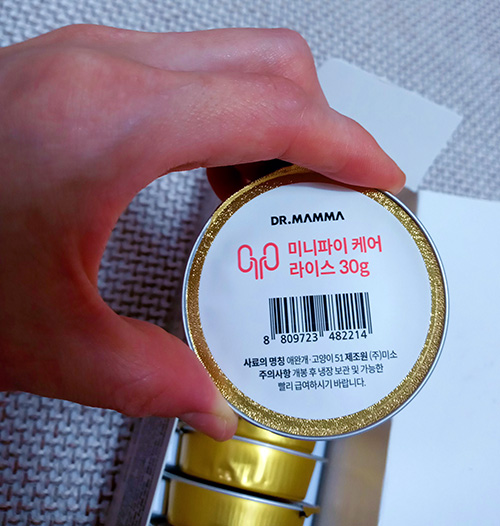 DR.MAMMA
미니파이 케어
라이스 30g
8 809723 482214
사료의 명칭 애완개·고양이 51 제조원 (주)미소
주의사항 개봉 후 냉장 보관 및 가능한
빨리 급여하시기 바랍니다.